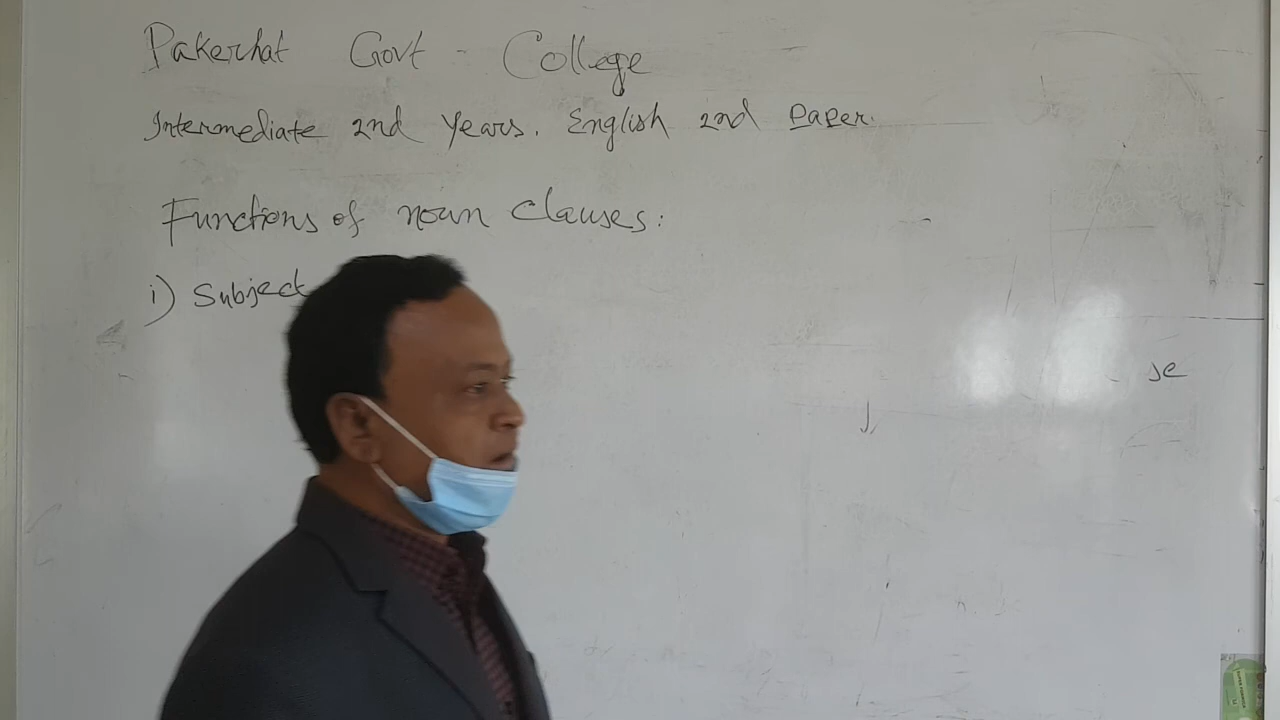 Pakerhat Govt - College
Intermediate 2nd Years. English 2nd Paper.
Functions of noun Clauses:
i) Subject